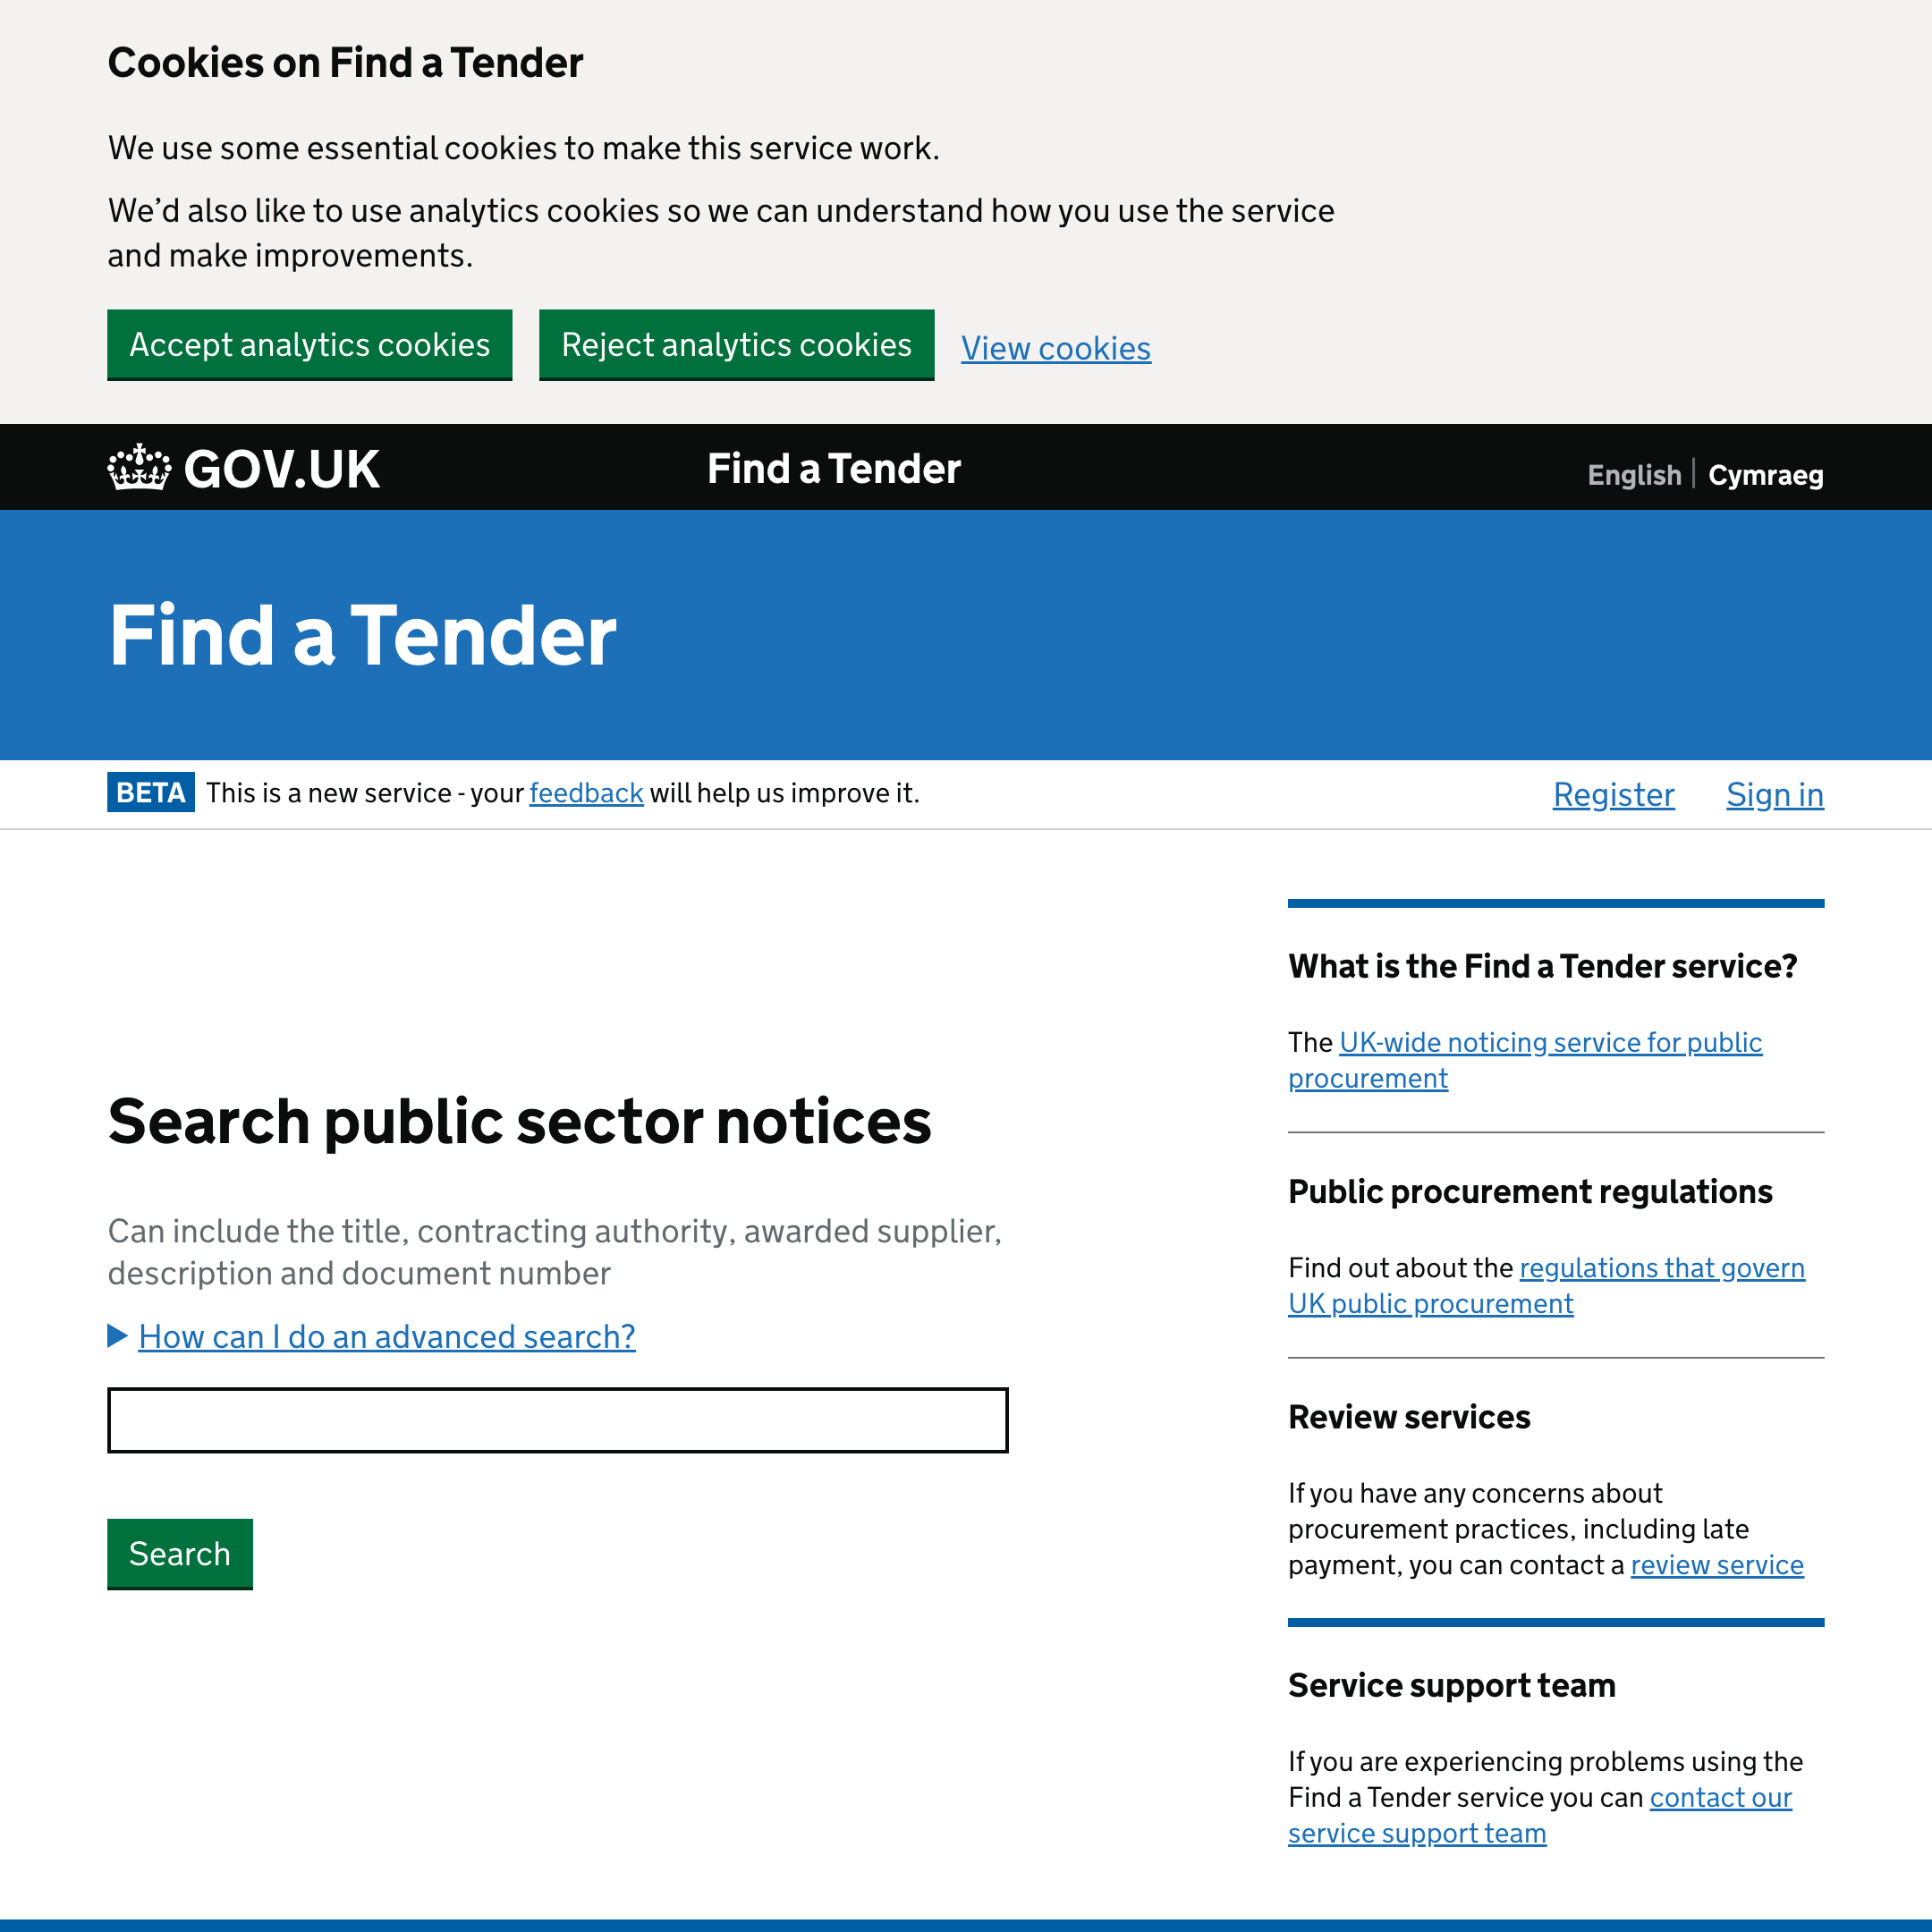 Cookies on Find a Tender
We use some essential cookies to make this service work.
We’d also like to use analytics cookies so we can understand how you use the service
and make improvements.
Accept analytics cookies
Reject analytics cookies
View cookies
GOV.UK
Find a Tender
English
Cymraeg
Find a Tender
BETA
This is a new service - your feedback will help us improve it.
Register
Sign in
Search public sector notices
Can include the title, contracting authority, awarded supplier,
description and document number
How can I do an advanced search?
Search
What is the Find a Tender service?
The UK-wide noticing service for public
procurement
Public procurement regulations
Find out about the regulations that govern
UK public procurement
Review services
If you have any concerns about
procurement practices, including late
payment, you can contact a review service
Service support team
If you are experiencing problems using the
Find a Tender service you can contact our
service support team